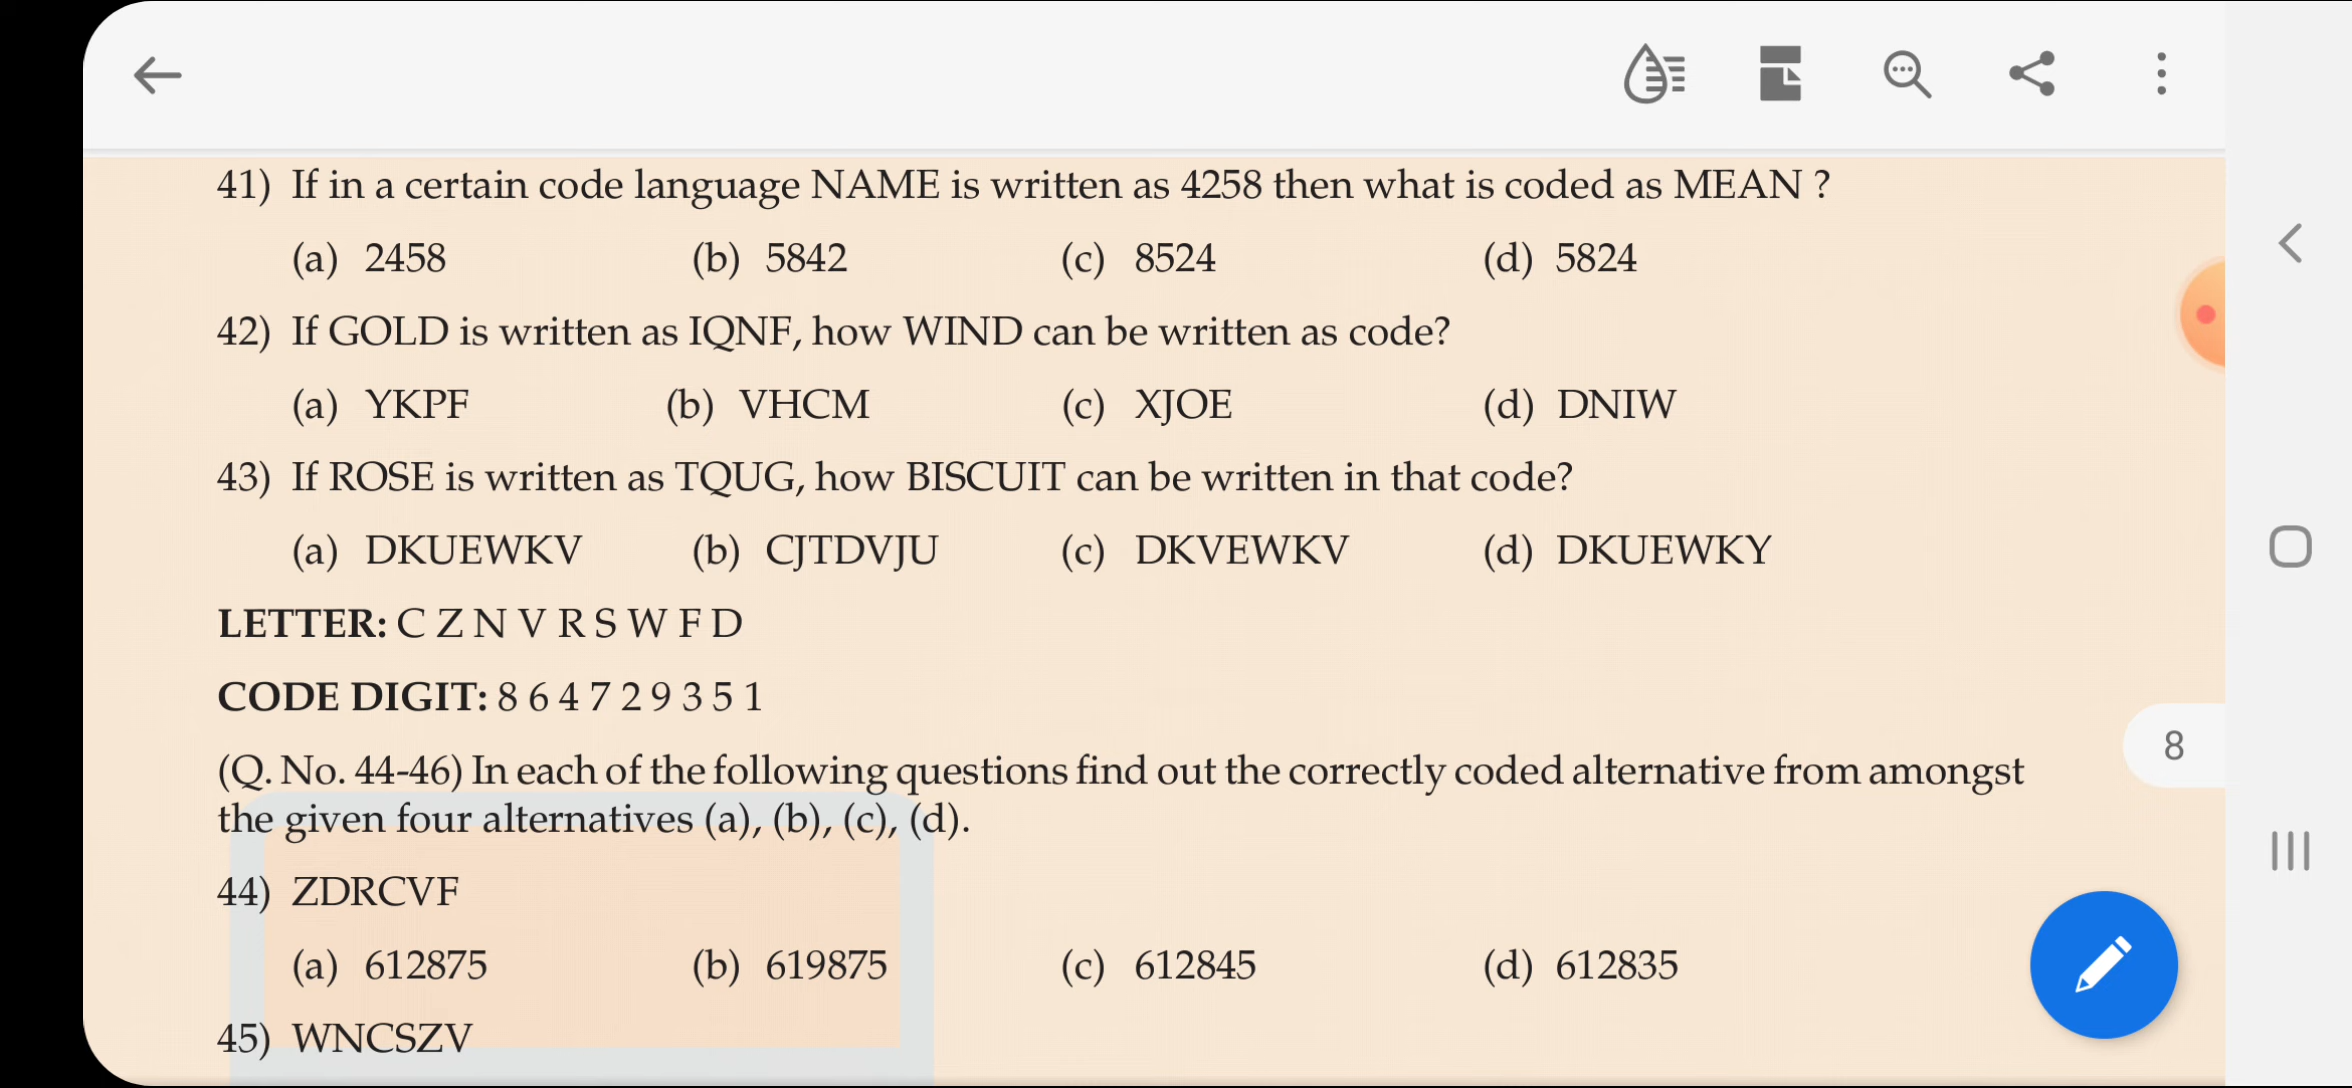 41) If in a certain code language NAME is written as 4258 then what is coded as MEAN ?
(a) 2458 (b) 5842 (c) 8524 (d) 5824
42) If GOLD is written as IQNF, how WIND can be written as code?
(a) YKPF (b) VHCM (c) XJOE (d) DNIW
43) If ROSE is written as TQUG, how BISCUIT can be written in that code?
(a) DKUEWKV (b) CJTDVJU (c) DKVEWKV (d) DKUEWKY
LETTER: C Z N V R S W F D
CODE DIGIT: 8 6 4 7 2 9 3 5 1
8
(Q. No. 44-46) In each of the following questions find out the correctly coded alternative from amongst
the given four alternatives (a), (b), (c), (d).
44) ZDRCVF
(a) 612875 (b) 619875 (c) 612845 (d) 612835
45) WNCSZV